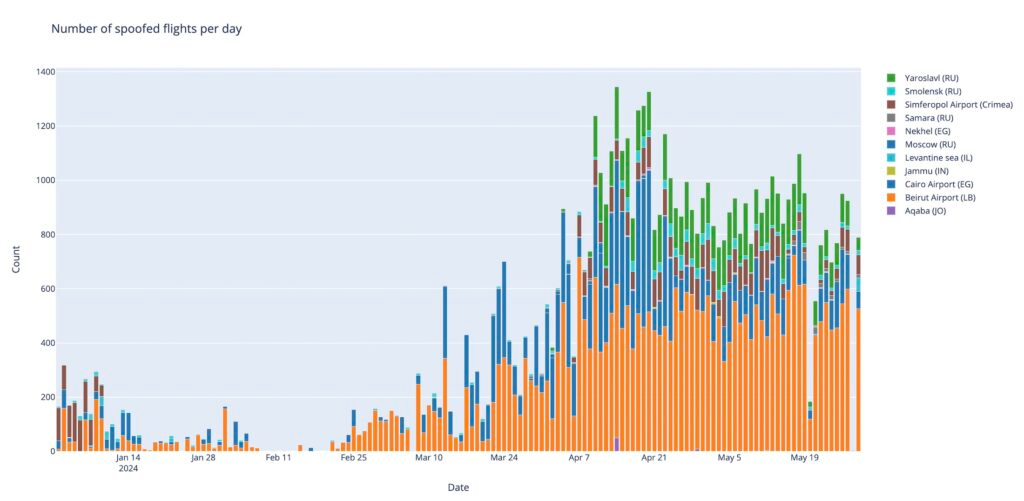 Number of spoofed flights per day
1400
1200
1000
800
600
400
200
0
Count
Jan 14
2024
Jan 28
Feb 11
Feb 25
Mar 10
Mar 24
Apr 7
Apr 21
May 5
May 19
Date
Yaroslavl (RU)
Smolensk (RU)
Simferopol Airport (Crimea)
Samara (RU)
Nekhel (EG)
Moscow (RU)
Levantine sea (IL)
Jammu (IN)
Cairo Airport (EG)
Beirut Airport (LB)
Aqaba (JO)